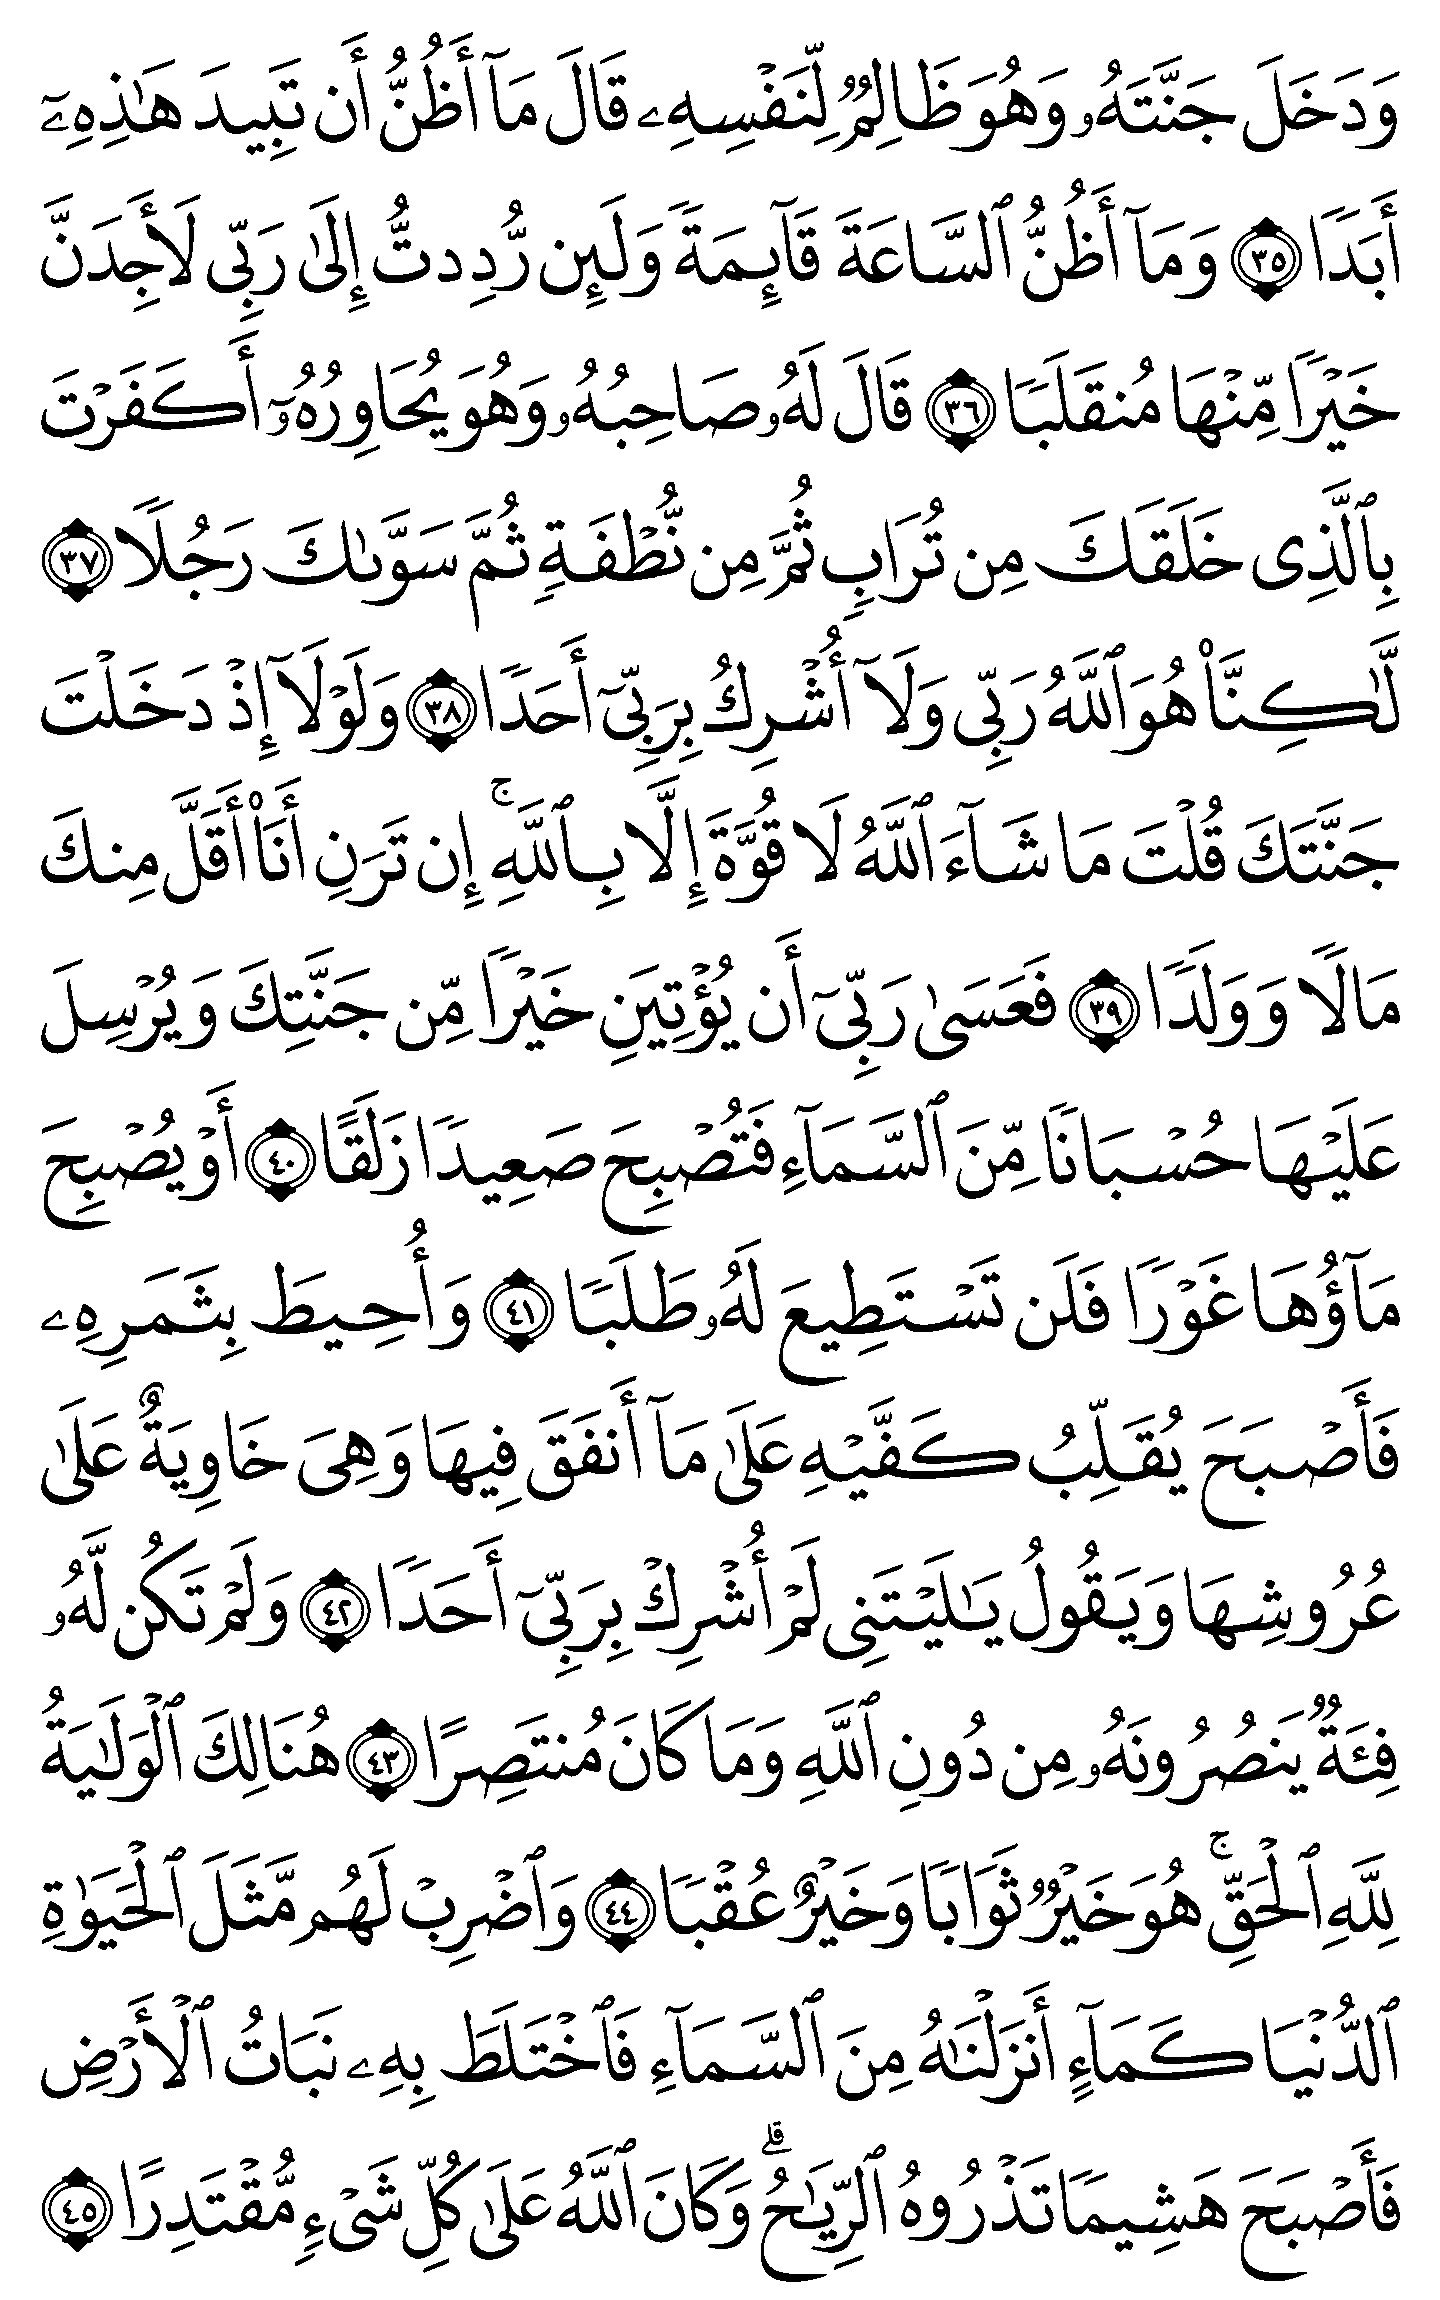 وَدَخَلَ جَنَّتَهُۥ وَهُوَ ظَالِمٌ لِّنَفْسِهِۦ قَالَ مَآ أَظُنُّ أَن تَبِيدَ هَٰذِهِۦٓ
أَبَدًا ٣٥ وَمَآ أَظُنُّ ٱلسَّاعَةَ قَآئِمَةً وَلَئِن رُّدِدتُّ إِلَىٰ رَبِّى لَأَجِدَنَّ
خَيْرًا مِّنْهَا مُنقَلَبًا ٣٦ قَالَ لَهُۥ صَاحِبُهُۥ وَهُوَ يُحَاوِرُهُۥٓ أَكَفَرْتَ
بِٱلَّذِى خَلَقَكَ مِن تُرَابٍ ثُمَّ مِن نُّطْفَةٍ ثُمَّ سَوَّىٰكَ رَجُلًا ٣٧
لَّٰكِنَّا۠ هُوَ ٱللَّهُ رَبِّى وَلَآ أُشْرِكُ بِرَبِّىٓ أَحَدًا ٣٨ وَلَوْلَآ إِذْ دَخَلْتَ
جَنَّتَكَ قُلْتَ مَا شَآءَ ٱللَّهُ لَا قُوَّةَ إِلَّا بِٱللَّهِ ۚ إِن تَرَنِ أَنَا۠ أَقَلَّ مِنكَ
مَالًا وَوَلَدًا ٣٩ فَعَسَىٰ رَبِّىٓ أَن يُؤْتِيَنِ خَيْرًا مِّن جَنَّتِكَ وَيُرْسِلَ
عَلَيْهَا حُسْبَانًا مِّنَ ٱلسَّمَآءِ فَتُصْبِحَ صَعِيدًا زَلَقًا ٤٠ أَوْ يُصْبِحَ
مَآؤُهَا غَوْرًا فَلَن تَسْتَطِيعَ لَهُۥ طَلَبًا ٤١ وَأُحِيطَ بِثَمَرِهِۦ
فَأَصْبَحَ يُقَلِّبُ كَفَّيْهِ عَلَىٰ مَآ أَنفَقَ فِيهَا وَهِىَ خَاوِيَةٌ عَلَىٰ
عُرُوشِهَا وَيَقُولُ يَٰلَيْتَنِى لَمْ أُشْرِكْ بِرَبِّىٓ أَحَدًا ٤٢ وَلَمْ تَكُن لَّهُۥ
فِئَةٌ يَنصُرُونَهُۥ مِن دُونِ ٱللَّهِ وَمَا كَانَ مُنتَصِرًا ٤٣ هُنَالِكَ ٱلْوَلَٰيَةُ
لِلَّهِ ٱلْحَقِّ ۚ هُوَ خَيْرٌ ثَوَابًا وَخَيْرٌ عُقْبًا ٤٤ وَٱضْرِبْ لَهُم مَّثَلَ ٱلْحَيَوٰةِ
ٱلدُّنْيَا كَمَآءٍ أَنزَلْنَٰهُ مِنَ ٱلسَّمَآءِ فَٱخْتَلَطَ بِهِۦ نَبَاتُ ٱلْأَرْضِ
فَأَصْبَحَ هَشِيمًا تَذْرُوهُ ٱلرِّيَٰحُ ۗ وَكَانَ ٱللَّهُ عَلَىٰ كُلِّ شَىْءٍ مُّقْتَدِرًا ٤٥